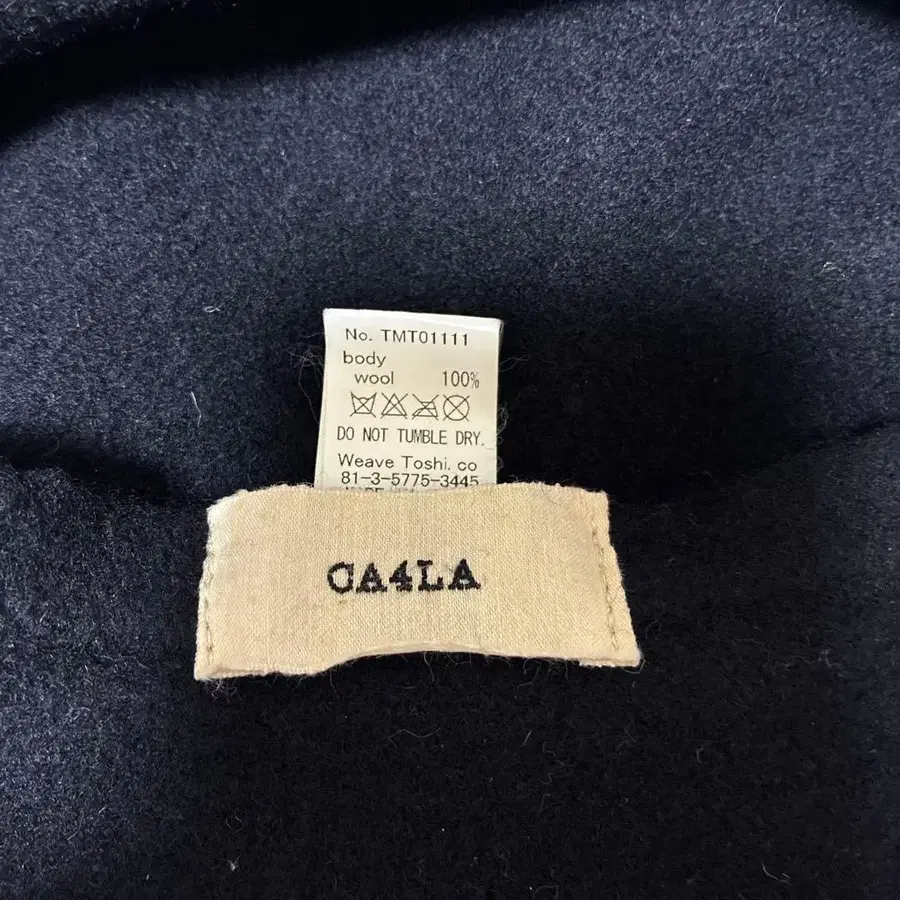 No. TMT01111
body
wool 100%
DO NOT TUMBLE DRY.
Weave Toshi. co
81-3-5775-3445
CA4LA